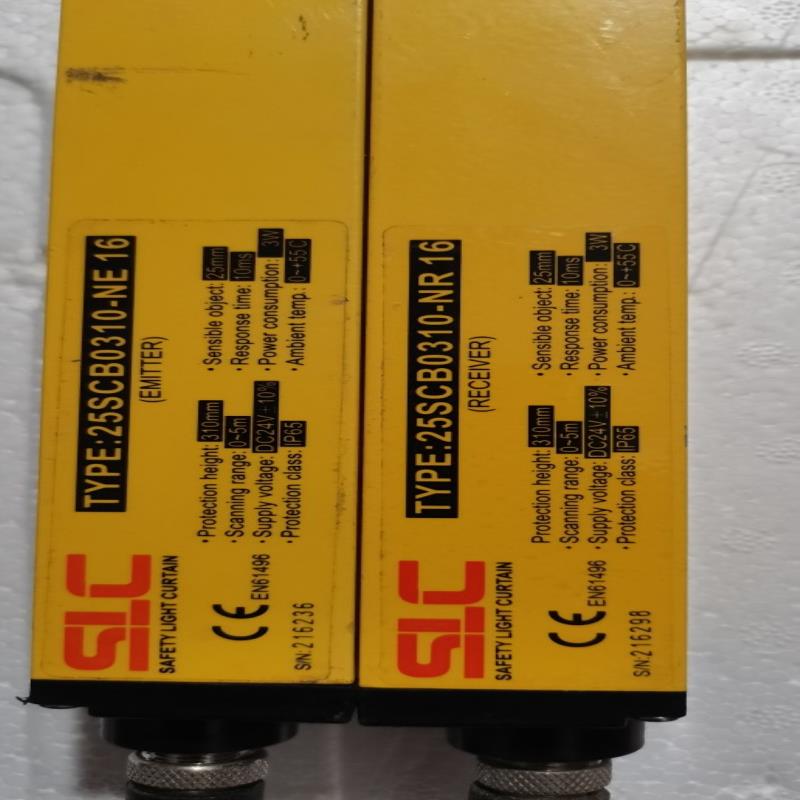 SLC
SAFETY LIGHT CURTAIN
TYPE:25SCB0310-NE 16
(EMITTER)
CE EN61496
S/N:216236
• Protection height: 310mm
• Scanning range: 0~5m
• Supply voltage: DC24V±10%
• Protection class: IP65
• Sensible object: 25mm
• Response time: 10ms
• Power consumption: 3W
• Ambient temp.: 0~+55C
SLC
SAFETY LIGHT CURTAIN
TYPE:25SCB0310-NR 16
(RECEIVER)
CE EN61496
S/N:216298
Protection height: 310mm
• Scanning range: 0~5m
• Supply voltage: DC24V±10%
• Protection class: IP65
• Sensible object: 25mm
• Response time: 10ms
• Power consumption: 3W
• Ambient temp.: 0~+55C